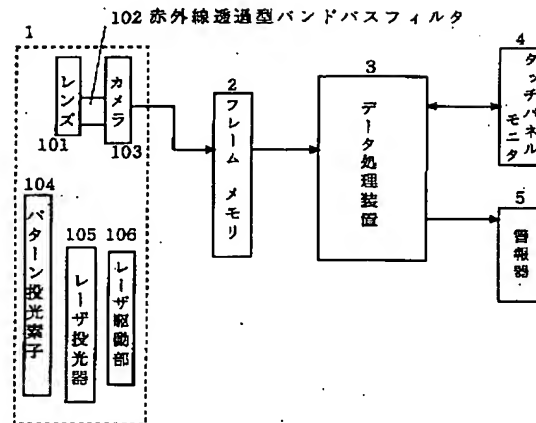 102 赤外線透過型バンドパスフィルタ
1
レンズ
101
カメラ
103
2
フレーム メモリ
3
データ処理装置
4
タッチパネル
モニタ
5
警報器
104
パターン投光素子
105
レーザ投光器
106
レーザ駆動部